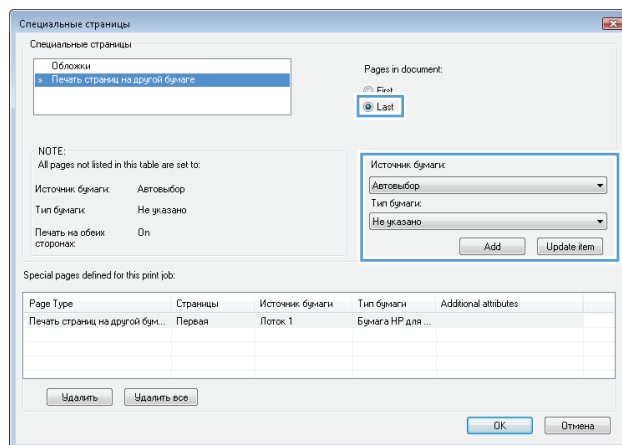 Специальные страницы
Специальные страницы
Обложки
» Печать страниц на другой бумаге
Pages in document:
First
Last
NOTE:
All pages not listed in this table are set to:
Источник бумаги: Автовыбор
Тип бумаги: Не указано
Печать на обеих сторонах: On
Источник бумаги:
Автовыбор
Тип бумаги:
Не указано
Add Update item
Special pages defined for this print job:
Page Type Страницы Источник бумаги Тип бумаги Additional attributes
Печать страниц на другой бум... Первая Лоток 1 Бумага HP для ...
Удалить Удалить все
OK Отмена